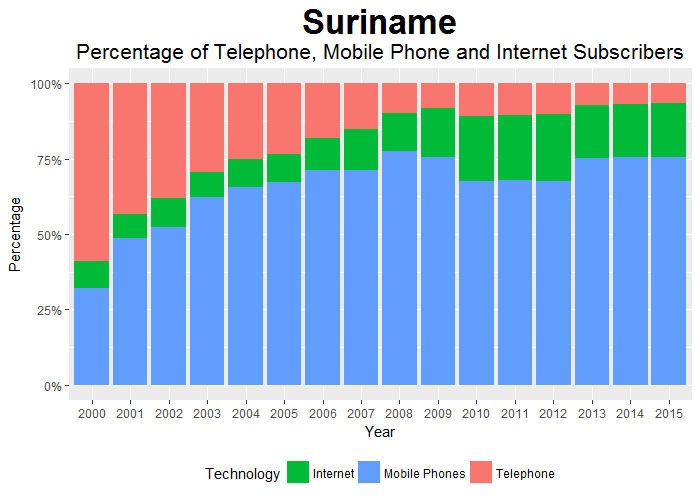 Suriname
Percentage of Telephone, Mobile Phone and Internet Subscribers
Percentage
100%
75%
50%
25%
0%
2000 2001 2002 2003 2004 2005 2006 2007 2008 2009 2010 2011 2012 2013 2014 2015
Year
Technology Internet Mobile Phones Telephone